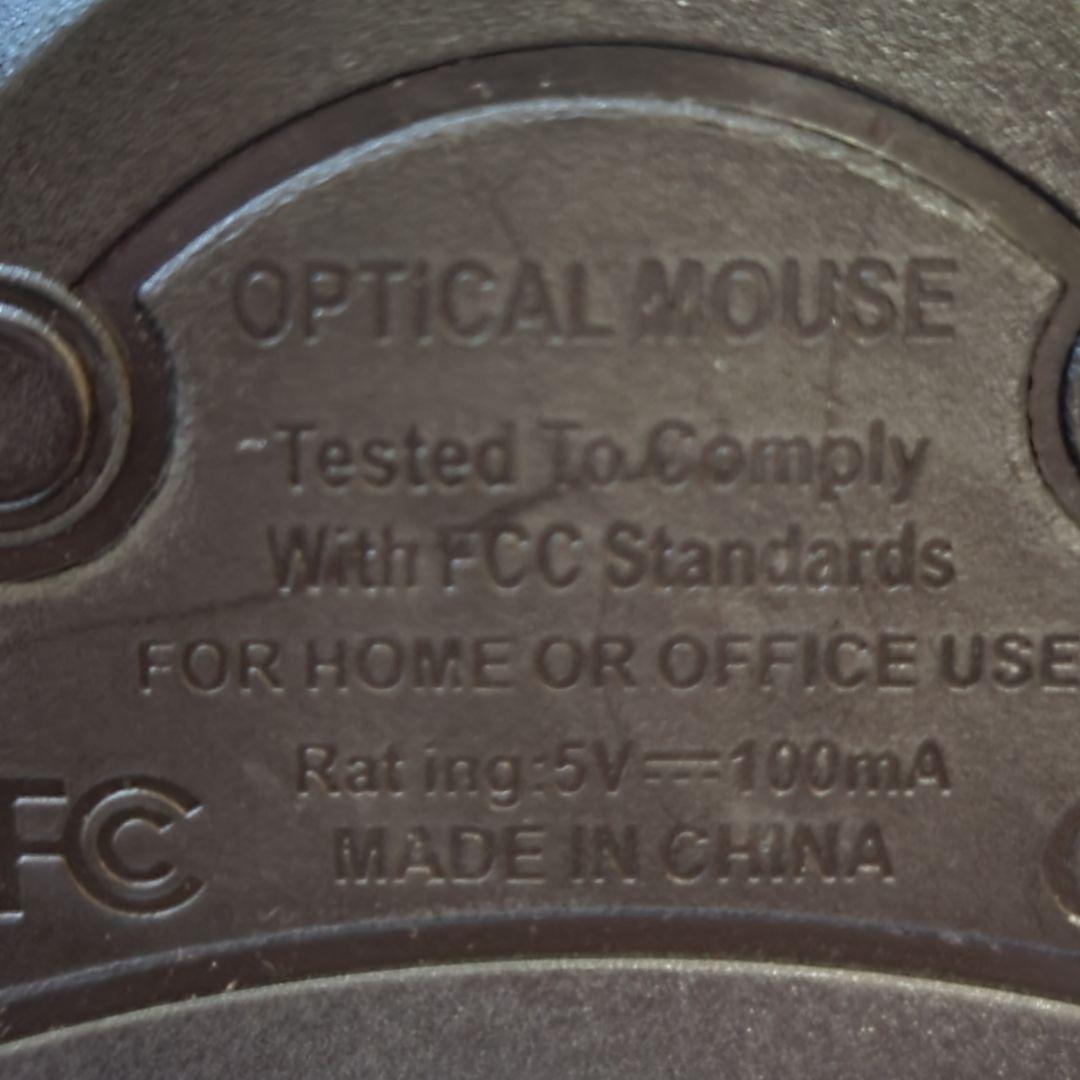 OPTICAL MOUSE
Tested To Comply
With FCC Standards
FOR HOME OR OFFICE USE
Rat ing:5V⎓100mA
FC
MADE IN CHINA